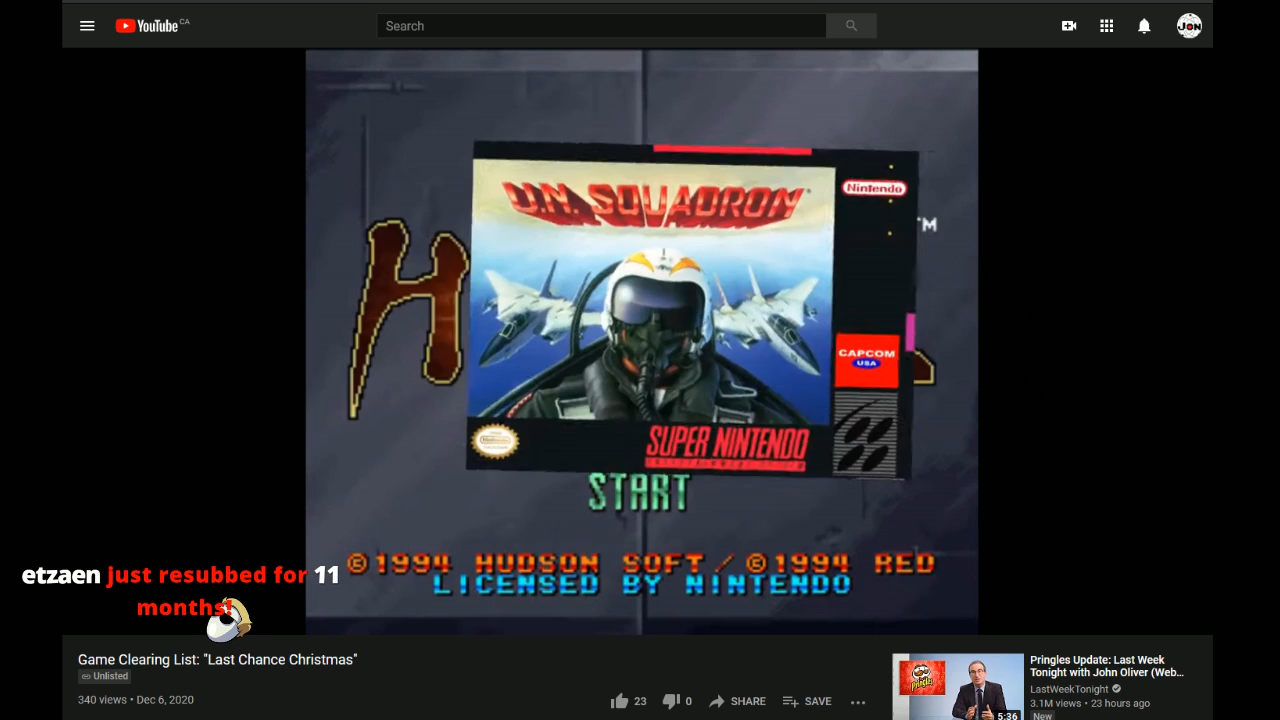 YouTube CA
Search
JON
U.N. SQUADRON
Nintendo
TM
H
CAPCOM
USA
Nintendo
SUPER NINTENDO
START
©1994 HUDSON SOFT/©1994 RED
LICENSED BY NINTENDO
etzaen just resubbed for 11
months!
Game Clearing List: "Last Chance Christmas"
Unlisted
340 views • Dec 6, 2020
23
0
SHARE
SAVE
Pringles
5:36
Pringles Update: Last Week
Tonight with John Oliver (Web...
LastWeekTonight
3.1M views • 23 hours ago
New